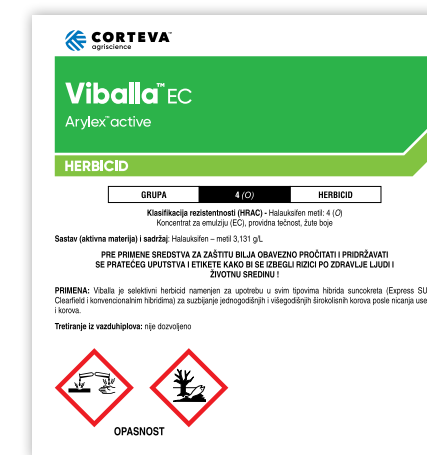 CORTEVA™
agriscience
Viballa™ EC
Arylex™ active
HERBICID
GRUPA 4 (O) HERBICID
Klasifikacija rezistentnosti (HRAC) - Halauksifen metil: 4 (O)
Koncentrat za emulziju (EC), providna tečnost, žute boje
Sastav (aktivna materija) i sadržaj: Halauksifen – metil 3,131 g/L
PRE PRIMENE SREDSTVA ZA ZAŠTITU BILJA OBAVEZNO PROČITATI I PRIDRŽAVATI
SE PRATEĆEG UPUTSTVA I ETIKETE KAKO BI SE IZBEGLI RIZICI PO ZDRAVLJE LJUDI I
ŽIVOTNU SREDINU !
PRIMENA: Viballa je selektivni herbicid namenjen za upotrebu u svim tipovima hibrida suncokreta (Express SU
Clearfield i konvencionalnim hibridima) za suzbijanje jednogodišnjih i višegodišnjih širokolisnih korova posle nicanja use
i korova.
Tretiranje iz vazduhiplova: nije dozvoljeno
OPASNOST